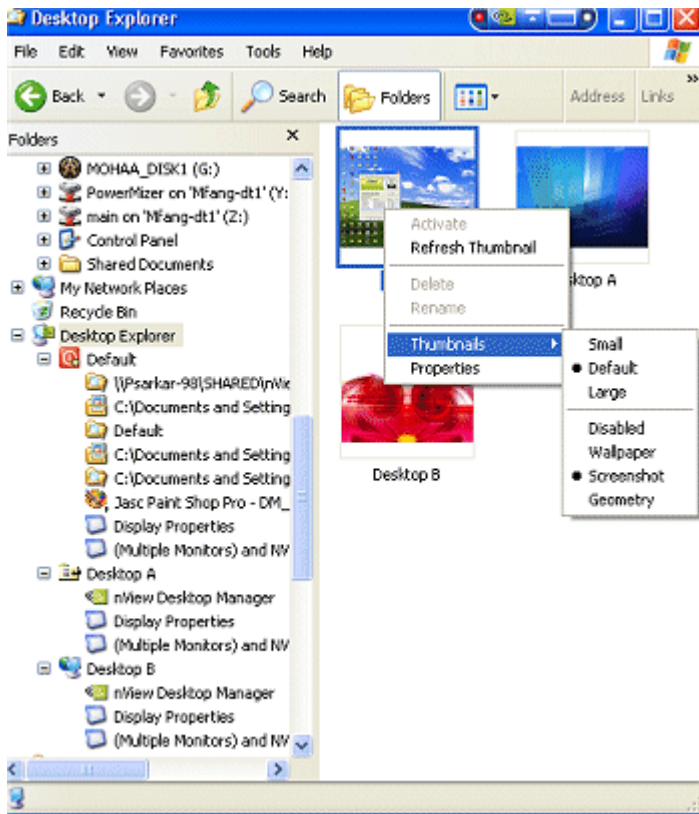 Desktop Explorer
File Edit View Favorites Tools Help
Back Search Folders Address Links
Folders
MOHAA_DISK1 (G:)
PowerMizer on 'Mfang-dt1' (Y:
main on 'Mfang-dt1' (Z:)
Control Panel
Shared Documents
My Network Places
Recycle Bin
Desktop Explorer
Default
\\Psarkar-98\SHARED\nVie
C:\Documents and Setting
Default
C:\Documents and Setting
C:\Documents and Setting
Jasc Paint Shop Pro - DM_
Display Properties
(Multiple Monitors) and NV
Desktop A
nView Desktop Manager
Display Properties
(Multiple Monitors) and NV
Desktop B
nView Desktop Manager
Display Properties
(Multiple Monitors) and NV
Activate
Refresh Thumbnail
Delete
Rename
Thumbnails
Properties
Small
Default
Large
Disabled
Wallpaper
Screenshot
Geometry
sktop A
Desktop B